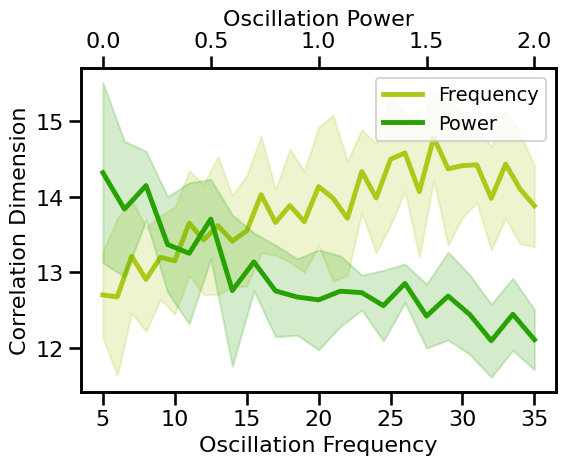 Oscillation Power
0.0 0.5 1.0 1.5 2.0
Frequency
Power
15
14
13
12
Correlation Dimension
5 10 15 20 25 30 35
Oscillation Frequency